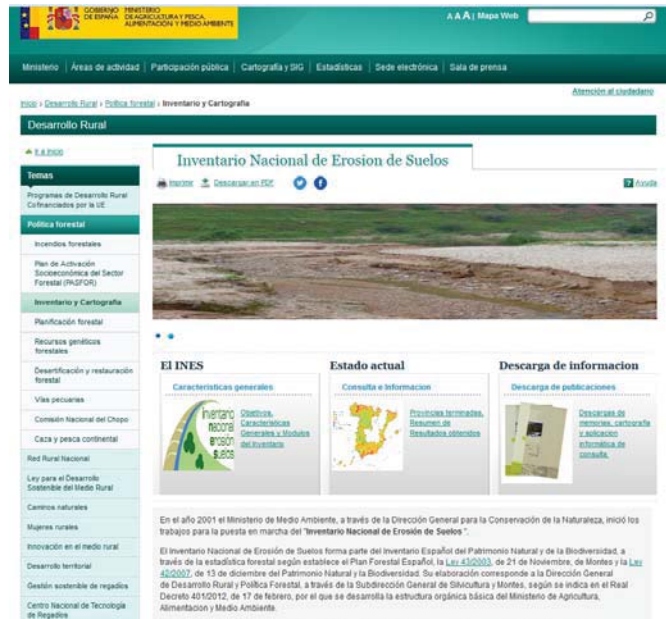 GOBIERNO DE ESPAÑA
MINISTERIO DE AGRICULTURA Y PESCA, ALIMENTACIÓN Y MEDIO AMBIENTE
A A A | Mapa Web
Ministerio | Áreas de actividad | Participación pública | Cartografía y SIG | Estadísticas | Sede electrónica | Sala de prensa
Atención al ciudadano
Inicio › Desarrollo Rural › Política forestal › Inventario y Cartografía
Desarrollo Rural
Ir a inicio
Temas
Programas de Desarrollo Rural
Cofinanciados por la UE
Política forestal
Incendios forestales
Plan de Activación
Socioeconómica del Sector
Forestal (PASFOR)
Inventario y Cartografía
Planificación forestal
Recursos genéticos
forestales
Desertificación y restauración
forestal
Vías pecuarias
Comisión Nacional del Chopo
Caza y pesca continental
Red Rural Nacional
Ley para el Desarrollo
Sostenible del Medio Rural
Caminos naturales
Mujeres rurales
Innovación en el medio rural
Desarrollo territorial
Gestión sostenible de regadíos
Centro Nacional de Tecnología
de Regadíos
Inventario Nacional de Erosion de Suelos
Imprimir Descargar en PDF
Ayuda
El INES
Características generales
inventario
nacional
erosión
suelos
Objetivos,
Características
Generales y Modulos
del Inventario
Estado actual
Consulta e Informacion
Provincias terminadas.
Resumen de
Resultados obtenidos
Descarga de informacion
Descarga de publicaciones
Descargas de
memorias, cartografia
y aplicacion
informática de
consulta.
En el año 2001 el Ministerio de Medio Ambiente, a través de la Dirección General para la Conservación de la Naturaleza, inició los
trabajos para la puesta en marcha del "Inventario Nacional de Erosión de Suelos ".
El Inventario Nacional de Erosión de Suelos forma parte del Inventario Español del Patrimonio Natural y de la Biodiversidad, a
través de la estadística forestal según establece el Plan Forestal Español, la Ley 43/2003, de 21 de Noviembre, de Montes y la Ley
42/2007, de 13 de diciembre del Patrimonio Natural y la Biodiversidad. Su elaboración corresponde a la Dirección General
de Desarrollo Rural y Política Forestal, a través de la Subdirección General de Silvicultura y Montes, según se indica en el Real
Decreto 401/2012, de 17 de febrero, por el que se desarrolla la estructura orgánica básica del Ministerio de Agricultura,
Alimentacion y Medio Ambiente.